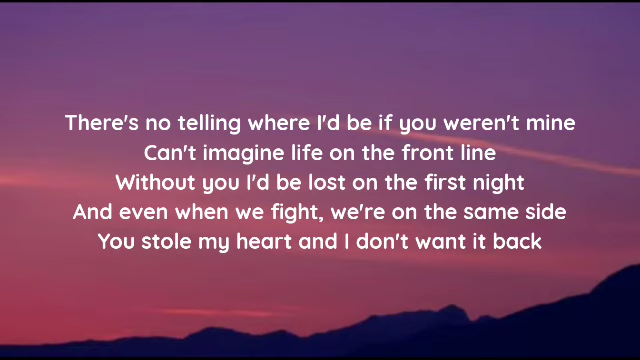 There's no telling where I'd be if you weren't mine
Can't imagine life on the front line
Without you I'd be lost on the first night
And even when we fight, we're on the same side
You stole my heart and I don't want it back